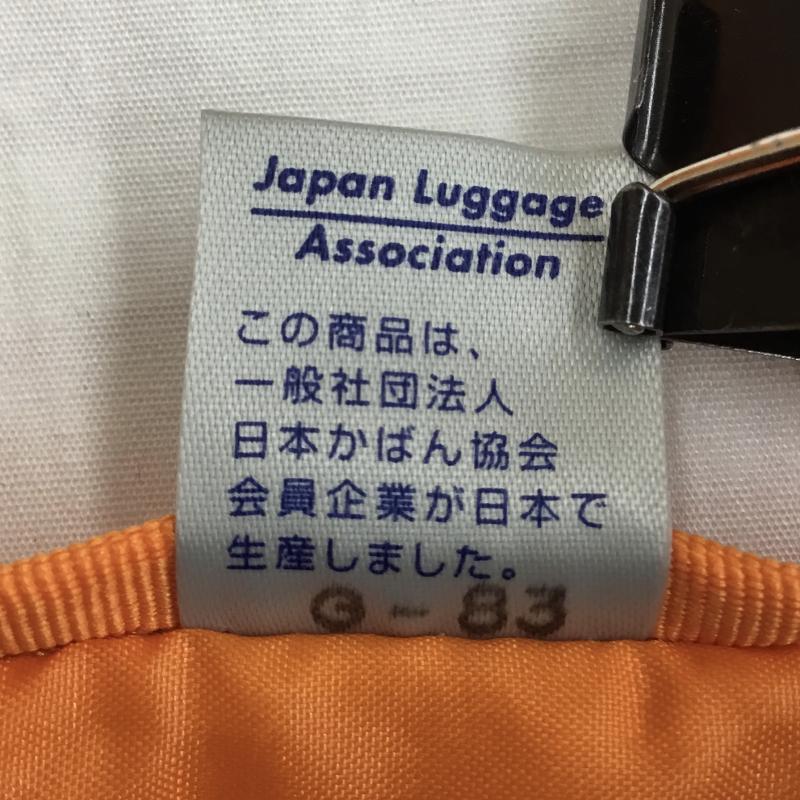 Japan Luggage
Association
この商品は、
一般社団法人
日本かばん協会
会員企業が日本で
生産しました。
G-83